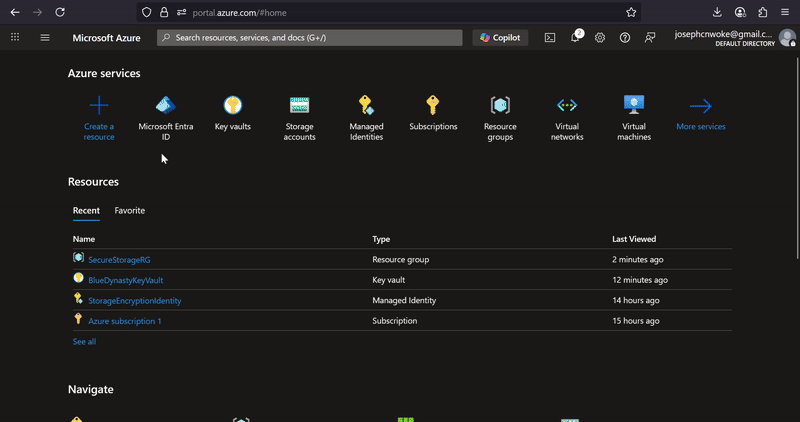 portal.azure.com/#home
Microsoft Azure
Search resources, services, and docs (G+/)
Copilot
2
josephcnwoke@gmail.c...
DEFAULT DIRECTORY
Azure services
Create a resource
Microsoft Entra ID
Key vaults
Storage accounts
Managed Identities
Subscriptions
Resource groups
Virtual networks
Virtual machines
More services
Resources
Recent Favorite
Name Type Last Viewed
SecureStorageRG Resource group 2 minutes ago
BlueDynastyKeyVault Key vault 12 minutes ago
StorageEncryptionIdentity Managed Identity 14 hours ago
Azure subscription 1 Subscription 15 hours ago
See all
Navigate